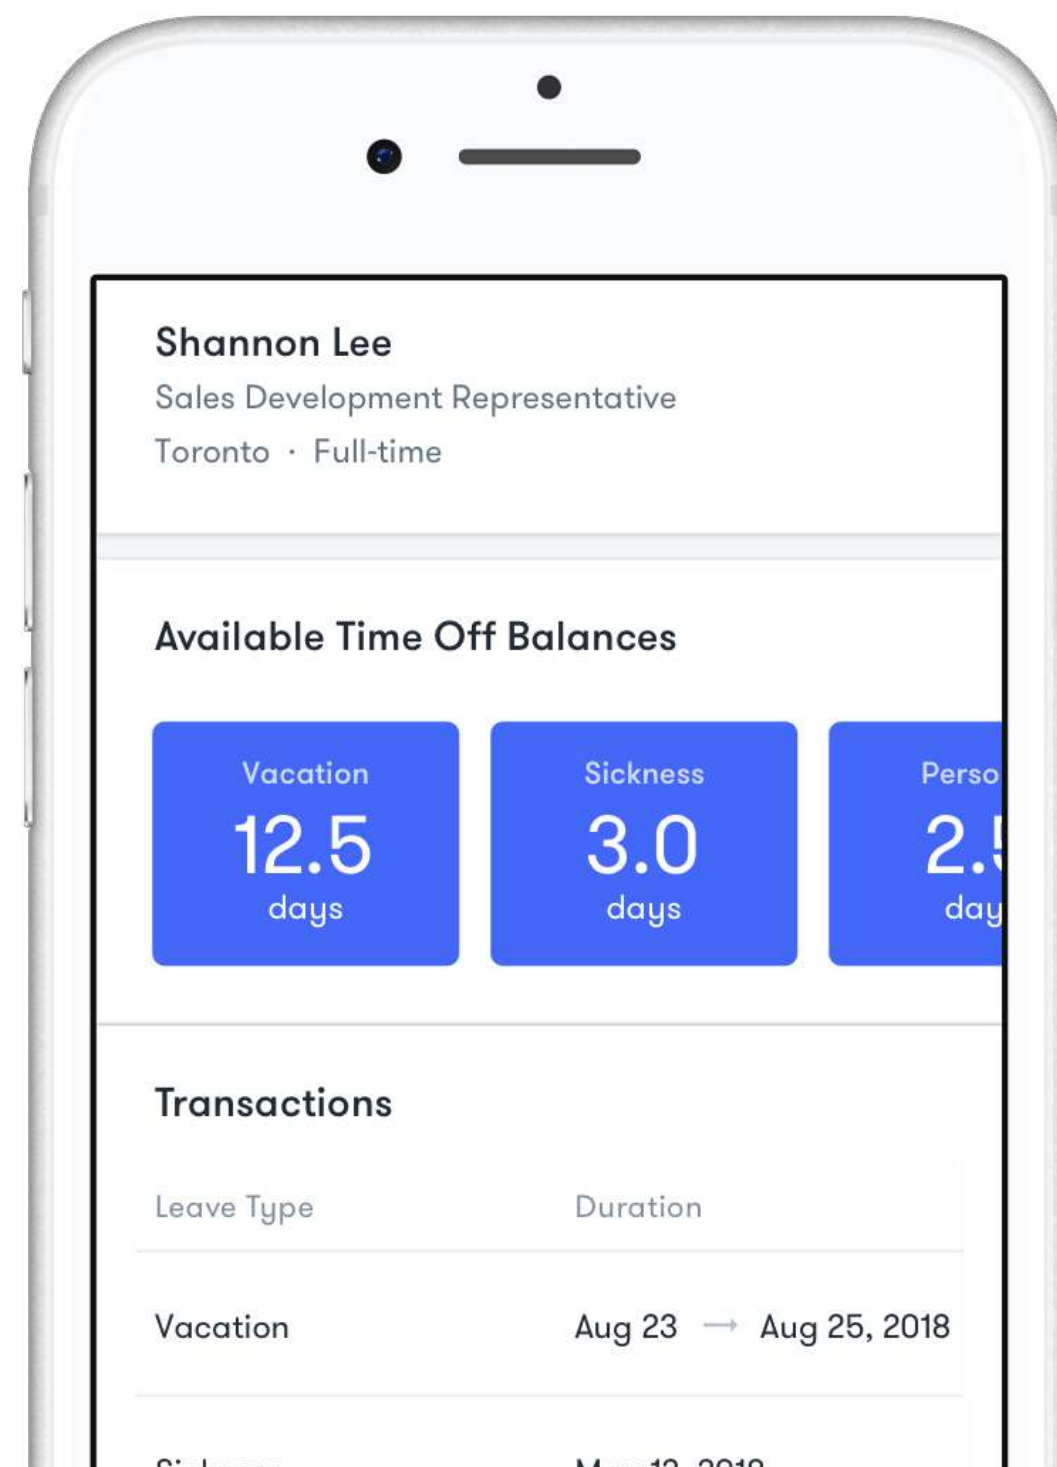 Shannon Lee
Sales Development Representative
Toronto · Full-time
Available Time Off Balances
Vacation Sickness
12.5 3.0
days days
Transactions
Leave Type Duration
Vacation Aug 23 → Aug 25, 2018